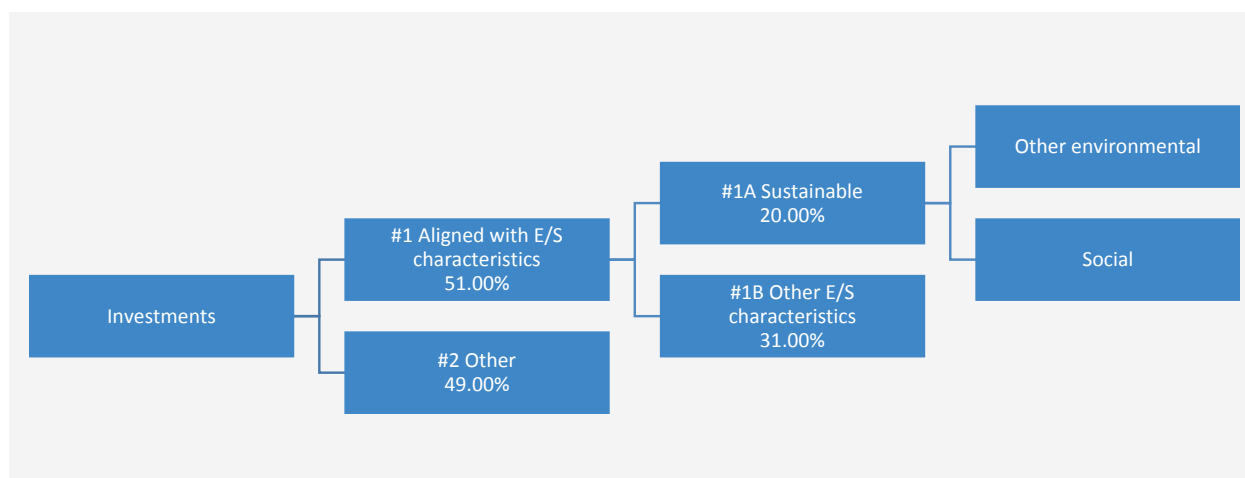 Investments
#1 Aligned with E/S
characteristics
51.00%
#2 Other
49.00%
#1A Sustainable
20.00%
#1B Other E/S
characteristics
31.00%
Other environmental
Social